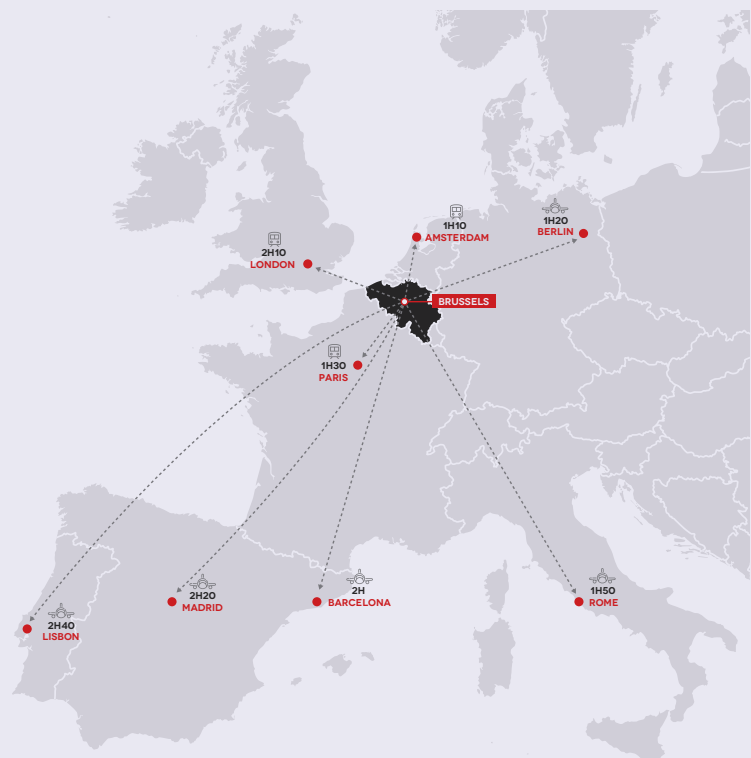 1H10
AMSTERDAM
1H20
BERLIN
2H10
LONDON
BRUSSELS
1H30
PARIS
2H20
MADRID
2H
BARCELONA
1H50
ROME
2H40
LISBON